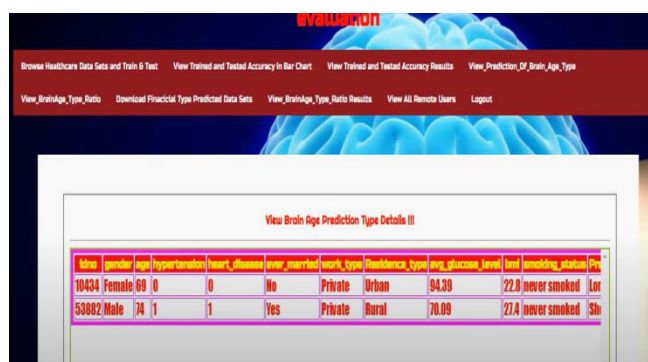 evaluation
Browse Healthcare Data Sets and Train & Test View Trained and Tested Accuracy in Bar Chart View Trained and Tested Accuracy Results View_Prediction_Of_Brain_Age_Type
View_BrainAge_Type_Ratio Download Finacicial Type Predicted Data Sets View_BrainAge_Type_Ratio Results View All Remote Users Logout
View Brain Age Prediction Type Details !!!
idno gender age hypertension heart_disease ever_married work_type Residence_type avg_glucose_level bmi smoking_status
10434 Female 69 0 0 No Private Urban 94.39 22.8 never smoked
53882 Male 74 1 1 Yes Private Rural 70.09 27.4 never smoked